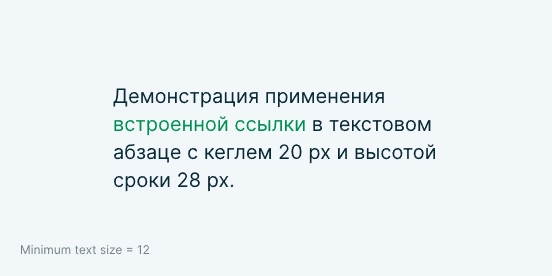 Демонстрация применения
встроенной ссылки в текстовом
абзаце с кеглем 20 px и высотой
сроки 28 px.
Minimum text size = 12